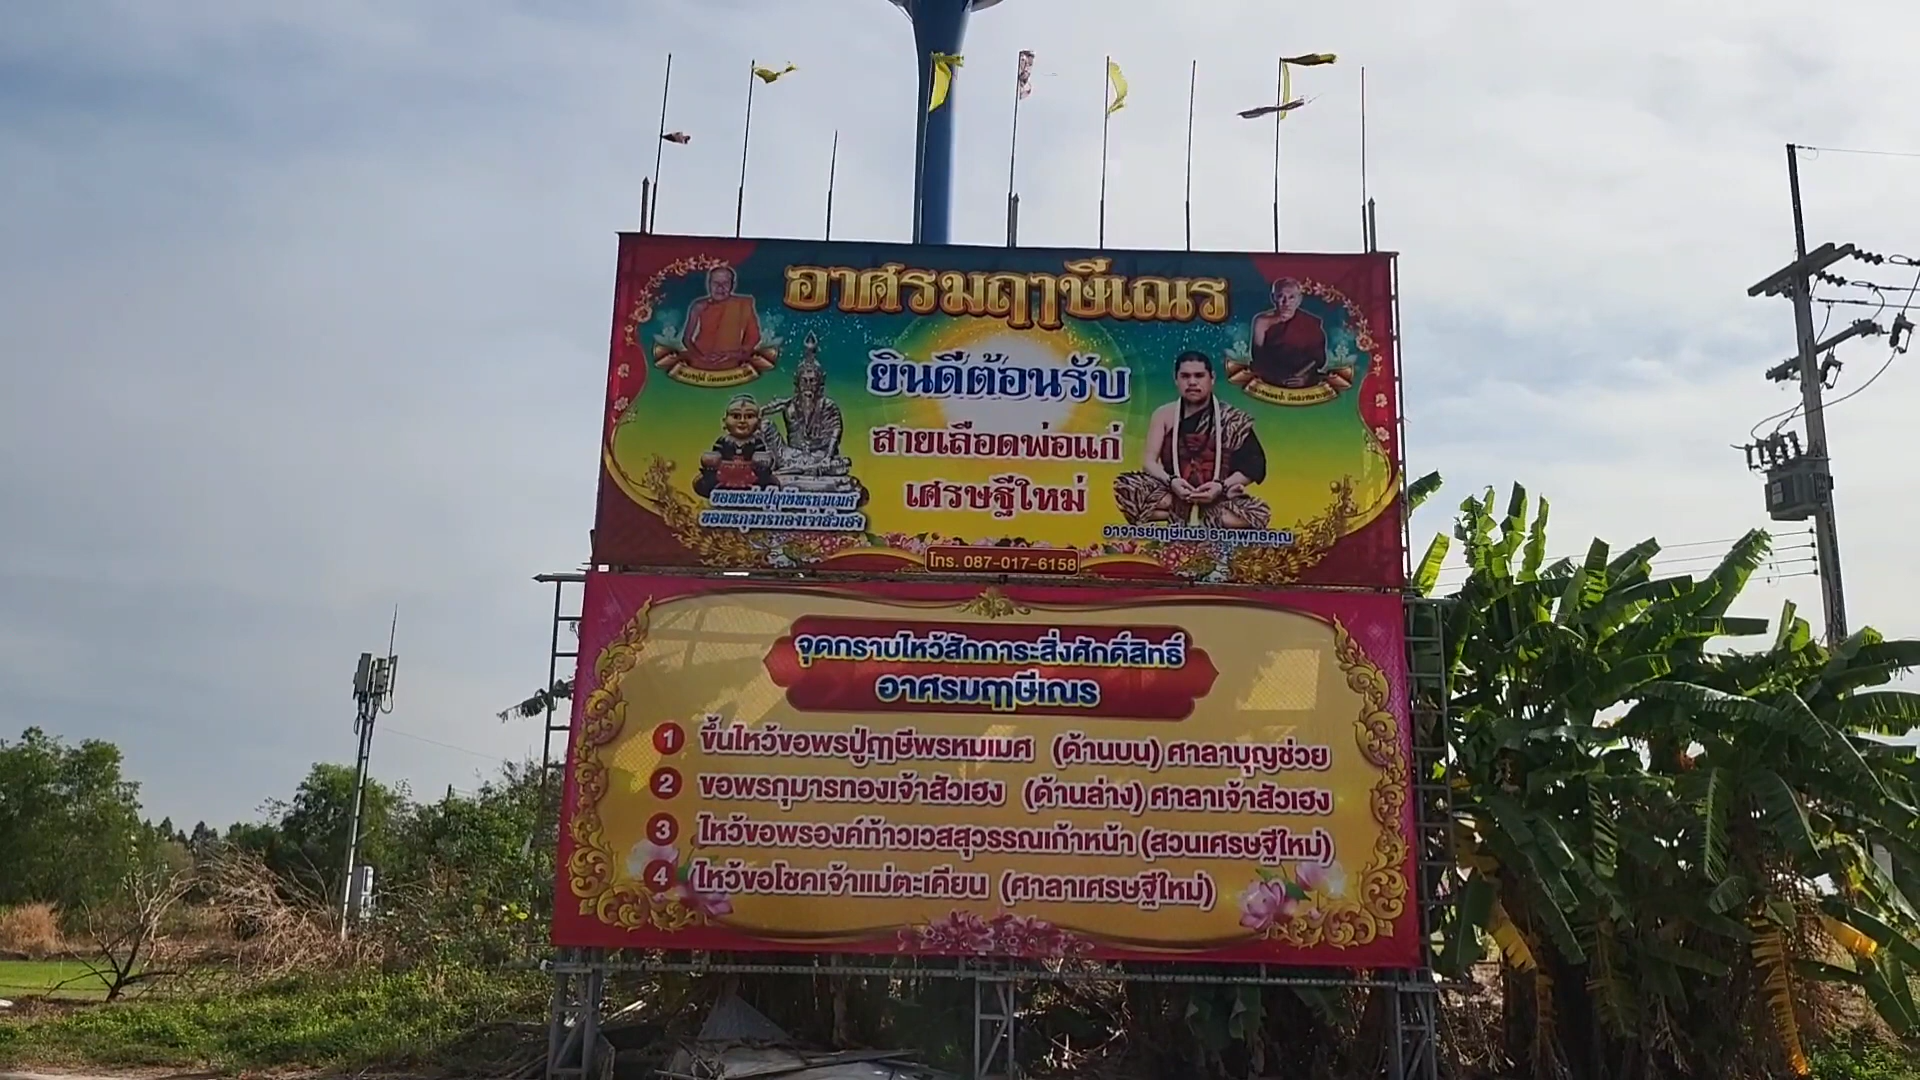 อาศรมฤาษีเณร
ยินดีต้อนรับ
สายเลือดพ่อแก่
เศรษฐีใหม่
ขอพรพ่อปู่ฤาษีพรหมเมศ
ขอพรกุมารทองเจ้าสัวเฮง
อาจารย์ฤาษีเณร ธาตุพุทธคุณ
โทร. 087-017-6158
จุดกราบไหว้สักการะสิ่งศักดิ์สิทธิ์
อาศรมฤาษีเณร
1 ขึ้นไหว้ขอพรปู่ฤาษีพรหมเมศ (ด้านบน) ศาลาบุญช่วย
2 ขอพรกุมารทองเจ้าสัวเฮง (ด้านล่าง) ศาลาเจ้าสัวเฮง
3 ไหว้ขอพรองค์ท้าวเวสสุวรรณเก้าหน้า (สวนเศรษฐีใหม่)
4 ไหว้ขอโชคเจ้าแม่ตะเคียน (ศาลาเศรษฐีใหม่)